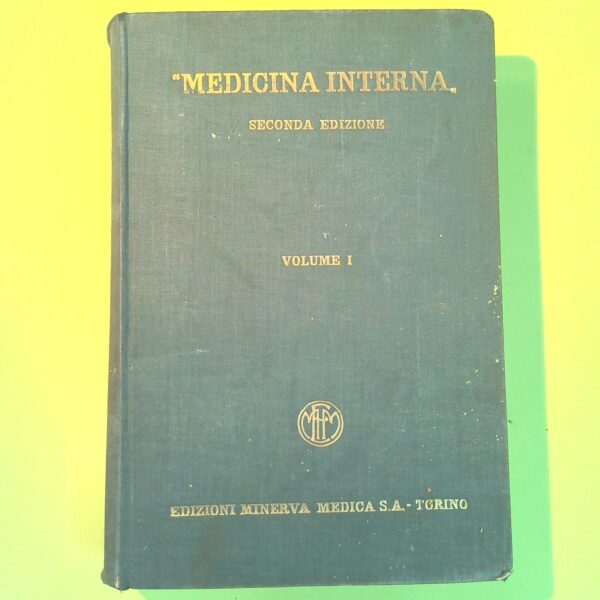 “MEDICINA INTERNA„
SECONDA EDIZIONE
VOLUME I
EDIZIONI MINERVA MEDICA S.A. - TORINO